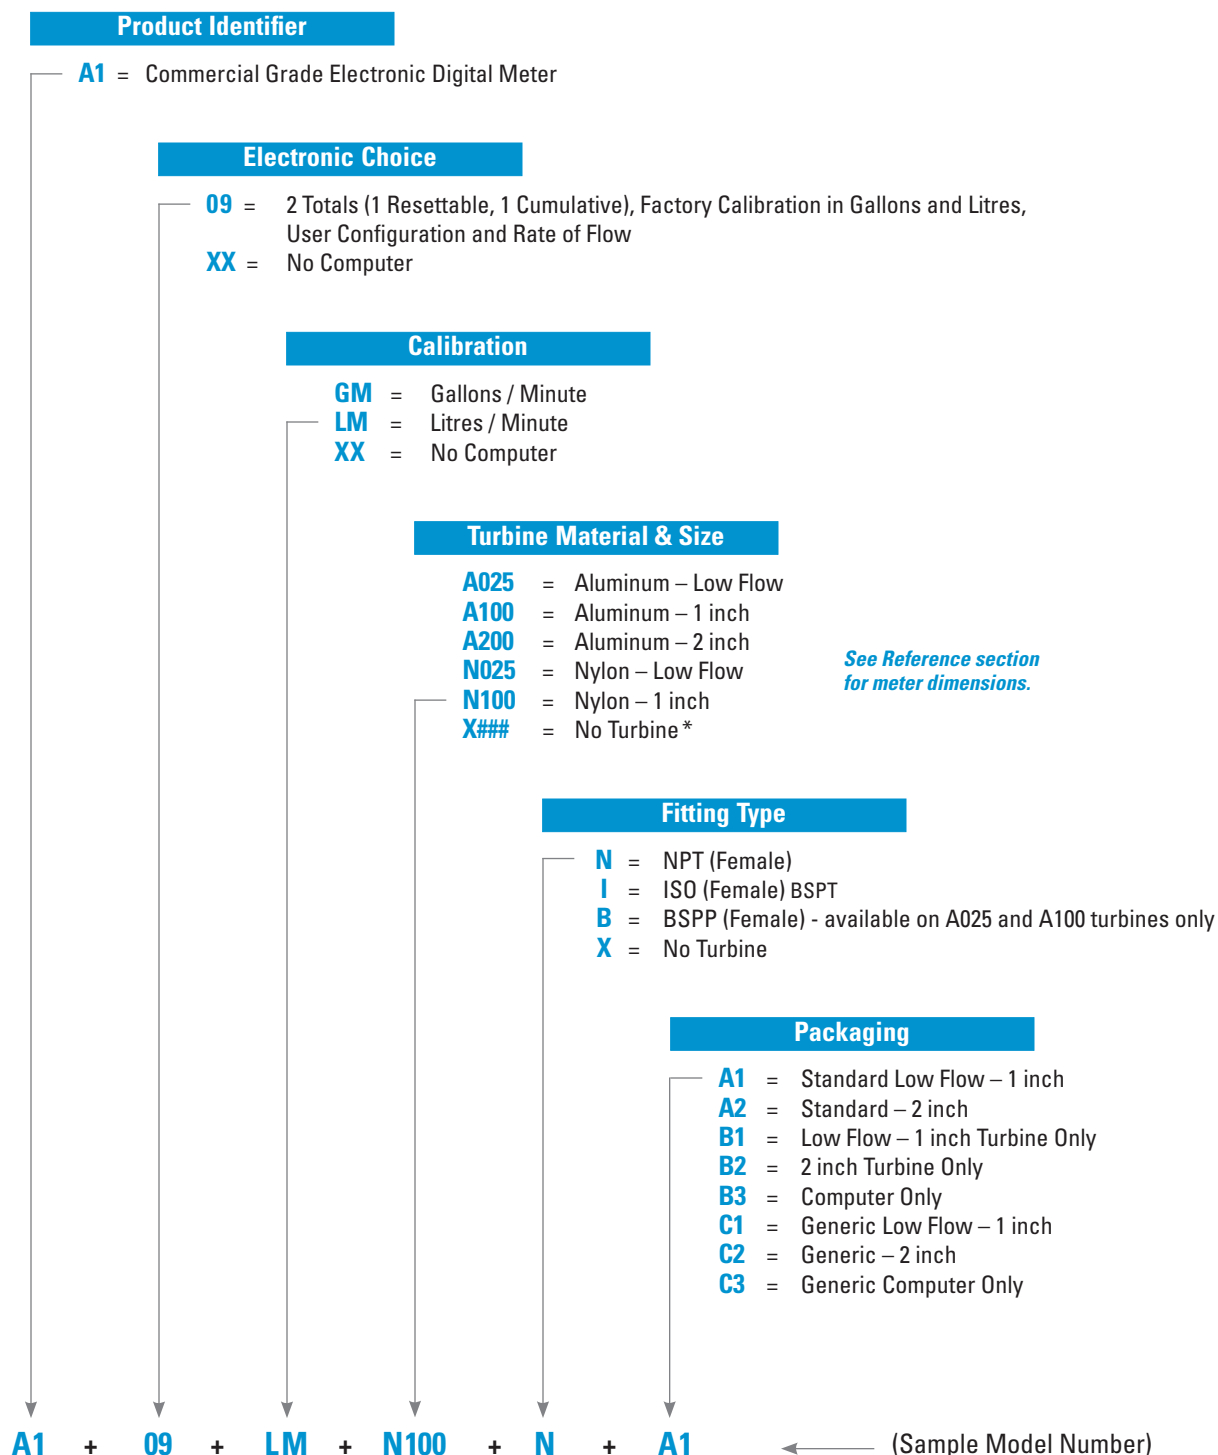 Product Identifier
A1 = Commercial Grade Electronic Digital Meter
Electronic Choice
09 = 2 Totals (1 Resettable, 1 Cumulative), Factory Calibration in Gallons and Litres,
User Configuration and Rate of Flow
XX = No Computer
Calibration
GM = Gallons / Minute
LM = Litres / Minute
XX = No Computer
Turbine Material & Size
A025 = Aluminum – Low Flow
A100 = Aluminum – 1 inch
A200 = Aluminum – 2 inch
N025 = Nylon – Low Flow
N100 = Nylon – 1 inch
X### = No Turbine*
See Reference section
for meter dimensions.
Fitting Type
N = NPT (Female)
I = ISO (Female) BSPT
B = BSPP (Female) - available on A025 and A100 turbines only
X = No Turbine
Packaging
A1 = Standard Low Flow – 1 inch
A2 = Standard – 2 inch
B1 = Low Flow – 1 inch Turbine Only
B2 = 2 inch Turbine Only
B3 = Computer Only
C1 = Generic Low Flow – 1 inch
C2 = Generic – 2 inch
C3 = Generic Computer Only
A1 + 09 + LM + N100 + N + A1 (Sample Model Number)